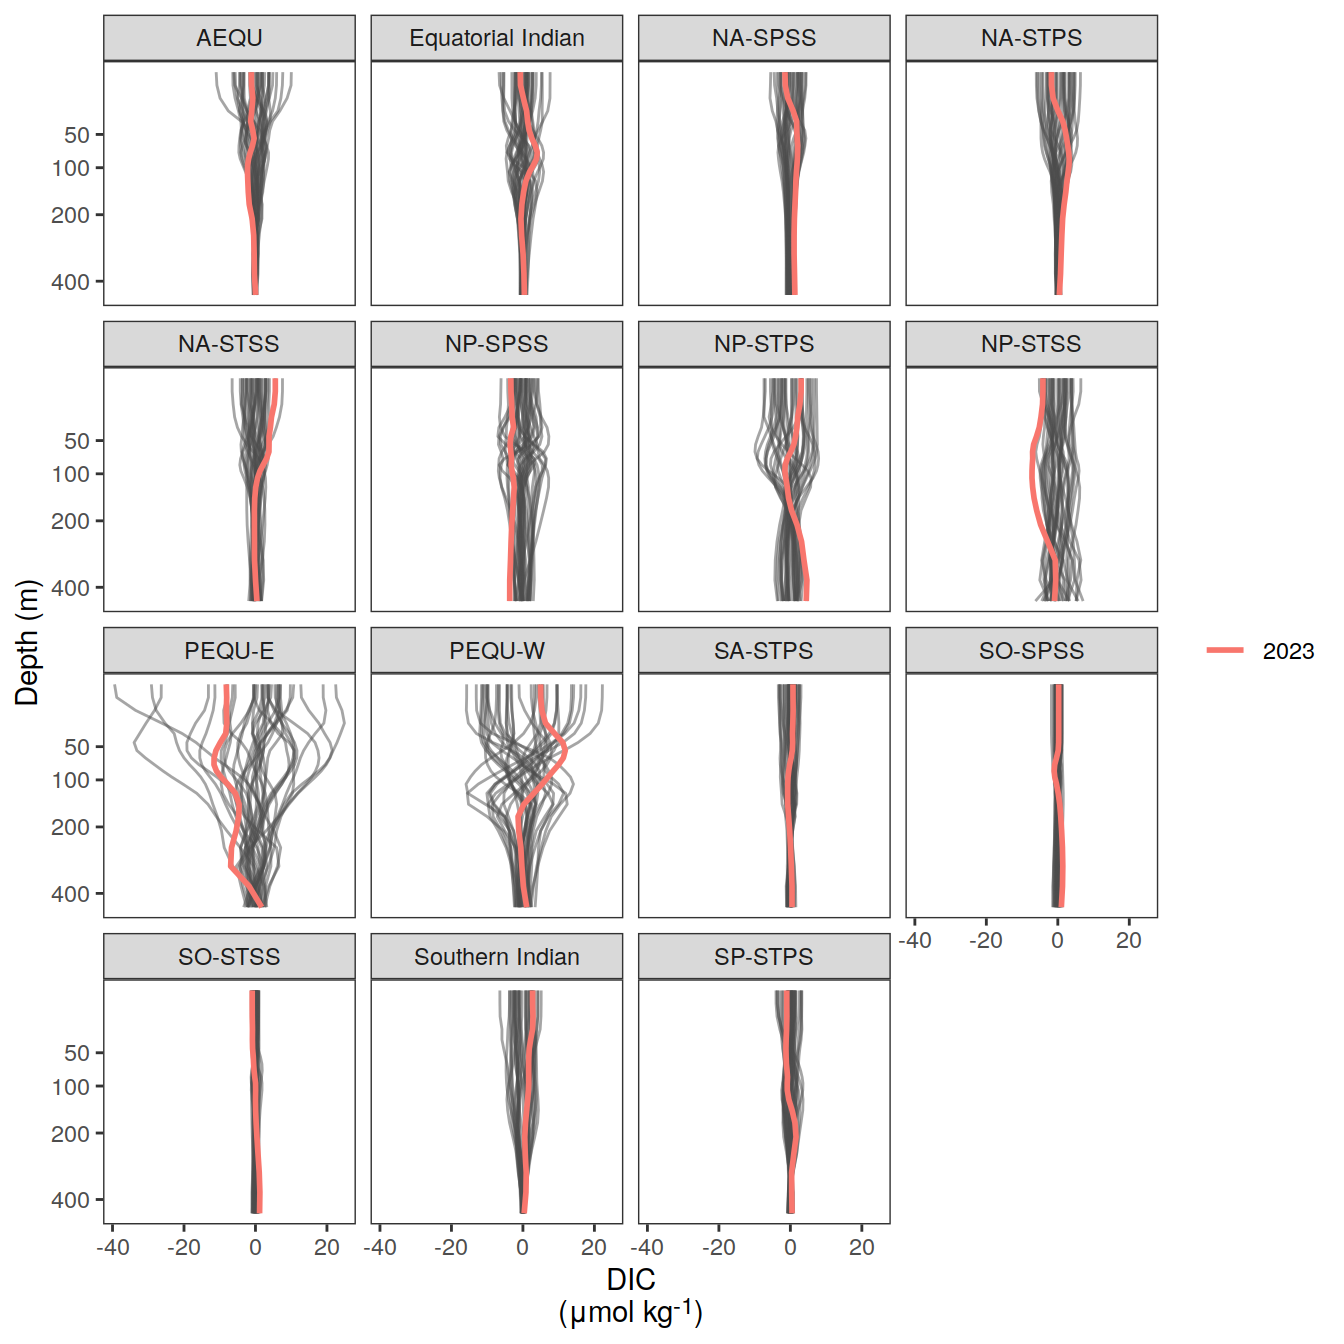 AEQU Equatorial Indian NA-SPSS NA-STPS
50
100
200
400
NA-STSS NP-SPSS NP-STPS NP-STSS
50
100
200
400
PEQU-E PEQU-W SA-STPS SO-SPSS
50
100
200
400
-40 -20 0 20
SO-STSS Southern Indian SP-STPS
50
100
200
400
-40 -20 0 20 -40 -20 0 20 -40 -20 0 20
DIC
(µmol kg⁻¹)
Depth (m)
2023